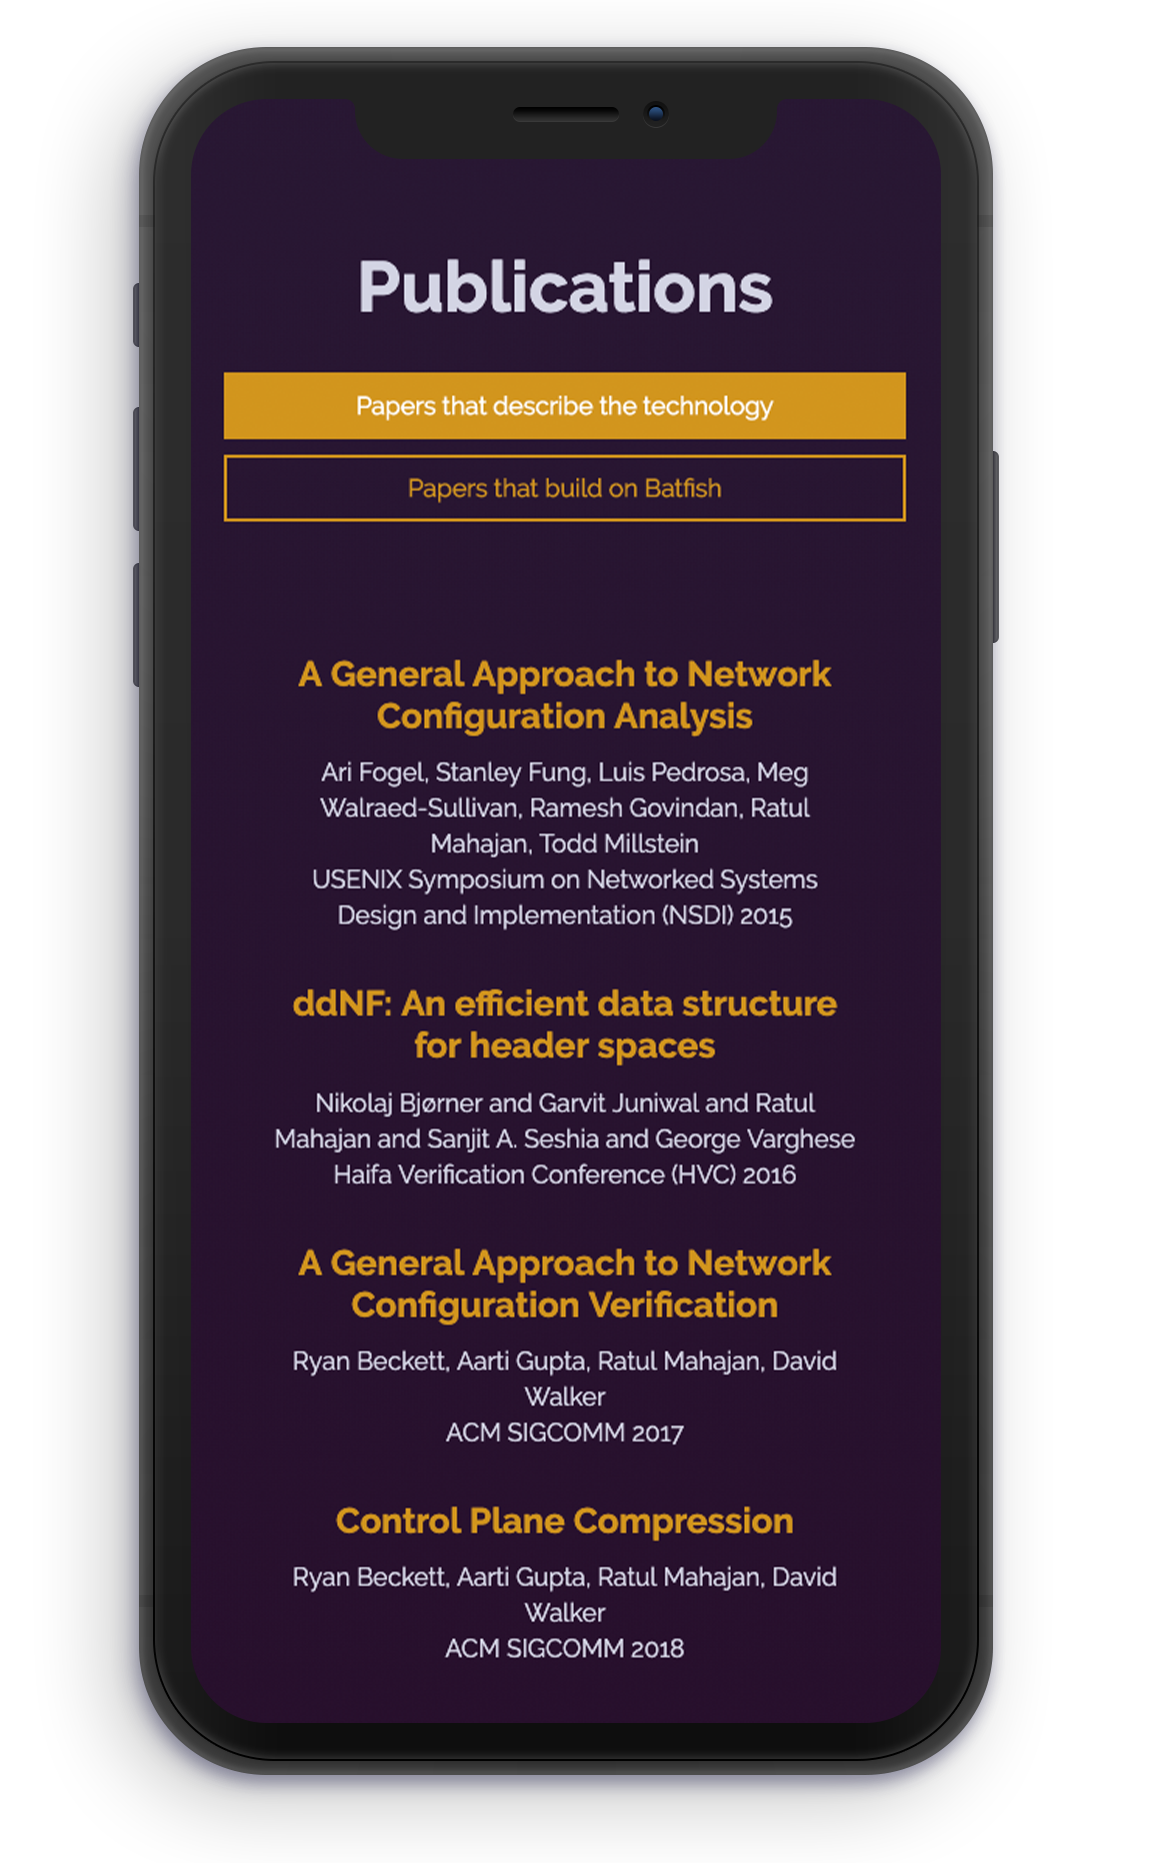 Publications
Papers that describe the technology
Papers that build on Batfish
A General Approach to Network
Configuration Analysis
Ari Fogel, Stanley Fung, Luis Pedrosa, Meg
Walraed-Sullivan, Ramesh Govindan, Ratul
Mahajan, Todd Millstein
USENIX Symposium on Networked Systems
Design and Implementation (NSDI) 2015
ddNF: An efficient data structure
for header spaces
Nikolaj Bjørner and Garvit Juniwal and Ratul
Mahajan and Sanjit A. Seshia and George Varghese
Haifa Verification Conference (HVC) 2016
A General Approach to Network
Configuration Verification
Ryan Beckett, Aarti Gupta, Ratul Mahajan, David
Walker
ACM SIGCOMM 2017
Control Plane Compression
Ryan Beckett, Aarti Gupta, Ratul Mahajan, David
Walker
ACM SIGCOMM 2018